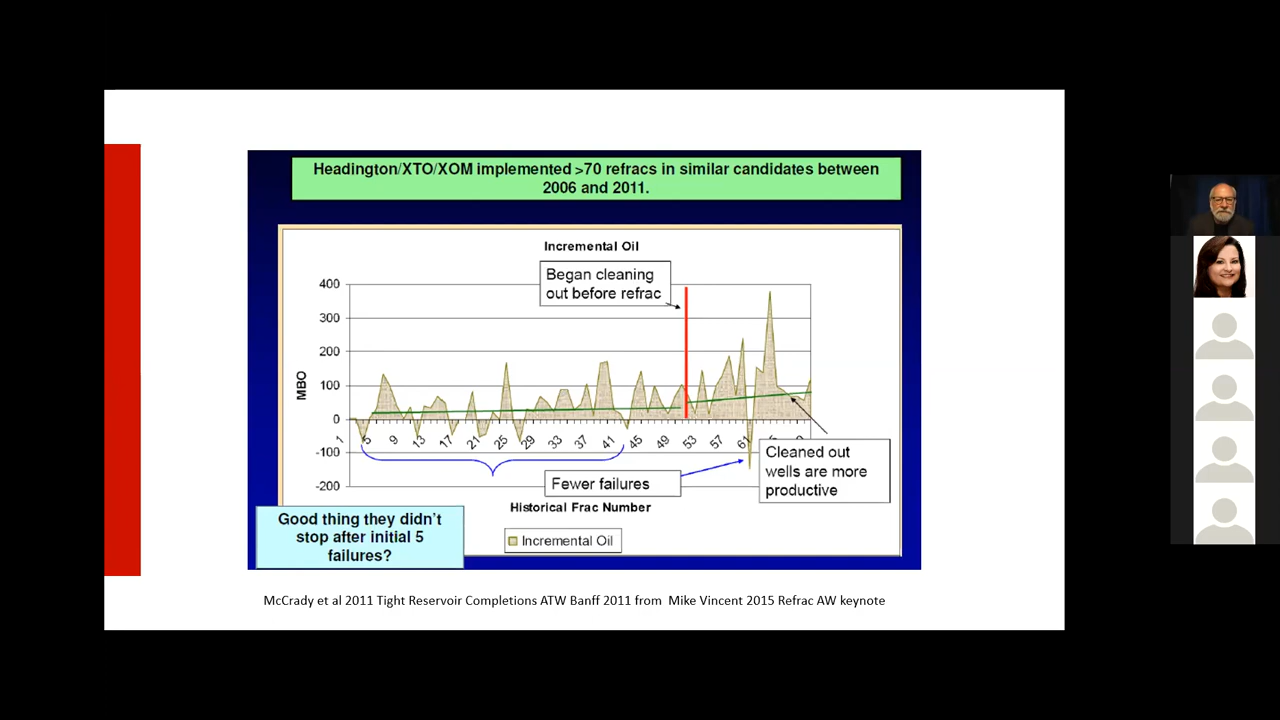 Headington/XTO/XOM implemented >70 refracs in similar candidates between
2006 and 2011.
Incremental Oil
Began cleaning
out before refrac
400
300
200
100
0
-100
-200
MBO
1
5
9
13
17
21
25
29
33
37
41
45
49
53
57
61
Fewer failures
Cleaned out
wells are more
productive
Historical Frac Number
Incremental Oil
Good thing they didn't
stop after initial 5
failures?
McCrady et al 2011 Tight Reservoir Completions ATW Banff 2011 from Mike Vincent 2015 Refrac AW keynote